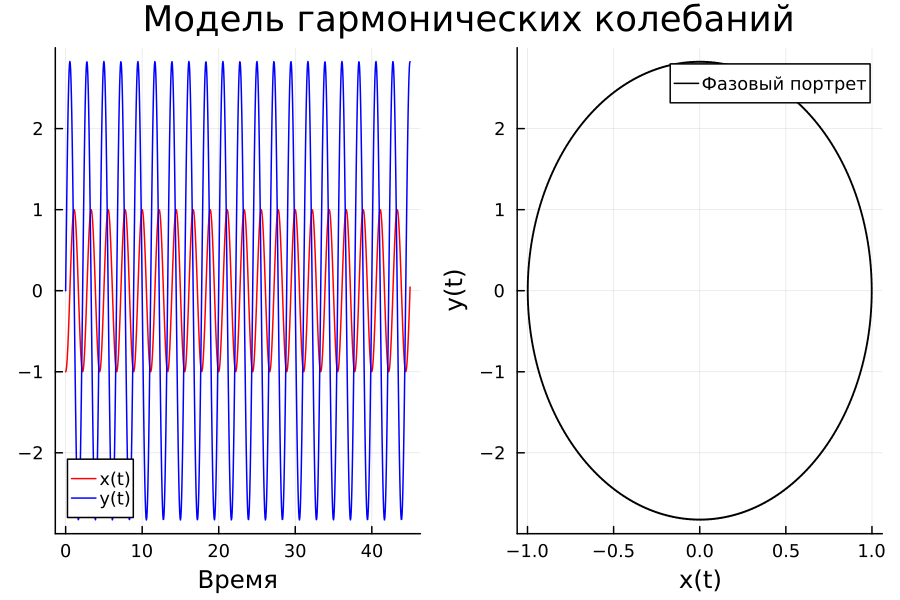 Модель гармонических колебаний
2
1
0
−1
−2
x(t)
y(t)
0 10 20 30 40
Время
Фазовый портрет
y(t)
2
1
0
−1
−2
−1.0 −0.5 0.0 0.5 1.0
x(t)